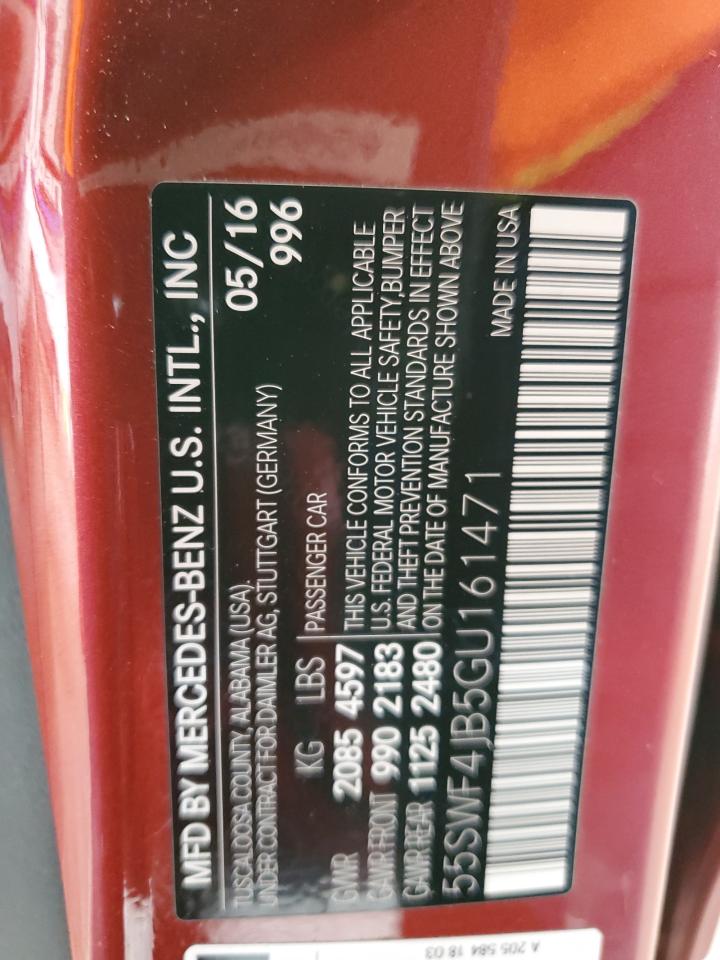 MFD BY MERCEDES-BENZ U.S. INTL., INC
TUSCALOOSA COUNTY, ALABAMA (USA). 05/16
UNDER CONTRACT FOR DAIMLER AG, STUTTGART (GERMANY) 996
KG LBS PASSENGER CAR
GVWR 2085 4597 THIS VEHICLE CONFORMS TO ALL APPLICABLE
GAWR FRONT 990 2183 U.S. FEDERAL MOTOR VEHICLE SAFETY,BUMPER
GAWR REAR 1125 2480 AND THEFT PREVENTION STANDARDS IN EFFECT
ON THE DATE OF MANUFACTURE SHOWN ABOVE
55SWF4JB5GU161471 MADE IN USA
A 205 584 18 03